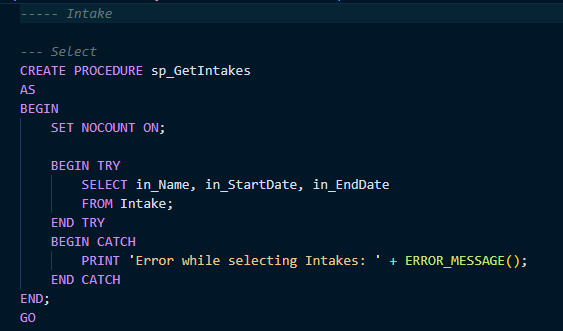 ----- Intake
--- Select
CREATE PROCEDURE sp_GetIntakes
AS
BEGIN
SET NOCOUNT ON;
BEGIN TRY
SELECT in_Name, in_StartDate, in_EndDate
FROM Intake;
END TRY
BEGIN CATCH
PRINT 'Error while selecting Intakes: ' + ERROR_MESSAGE();
END CATCH
END;
GO